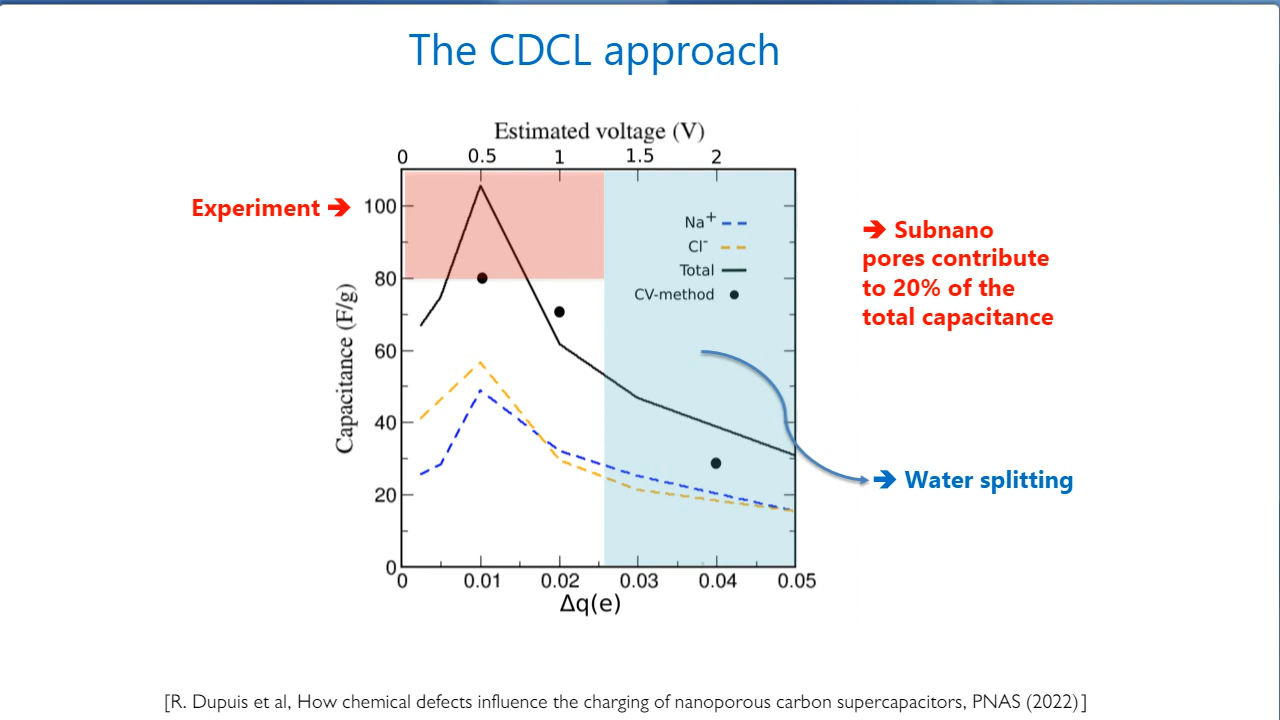 The CDCL approach
Estimated voltage (V)
0 0.5 1 1.5 2
Experiment ➔
100
80
60
40
20
0
Capacitance (F/g)
Na+
Cl-
Total
CV-method
➔ Subnano
pores contribute
to 20% of the
total capacitance
➔ Water splitting
0 0.01 0.02 0.03 0.04 0.05
Δq(e)
[R. Dupuis et al, How chemical defects influence the charging of nanoporous carbon supercapacitors, PNAS (2022)]